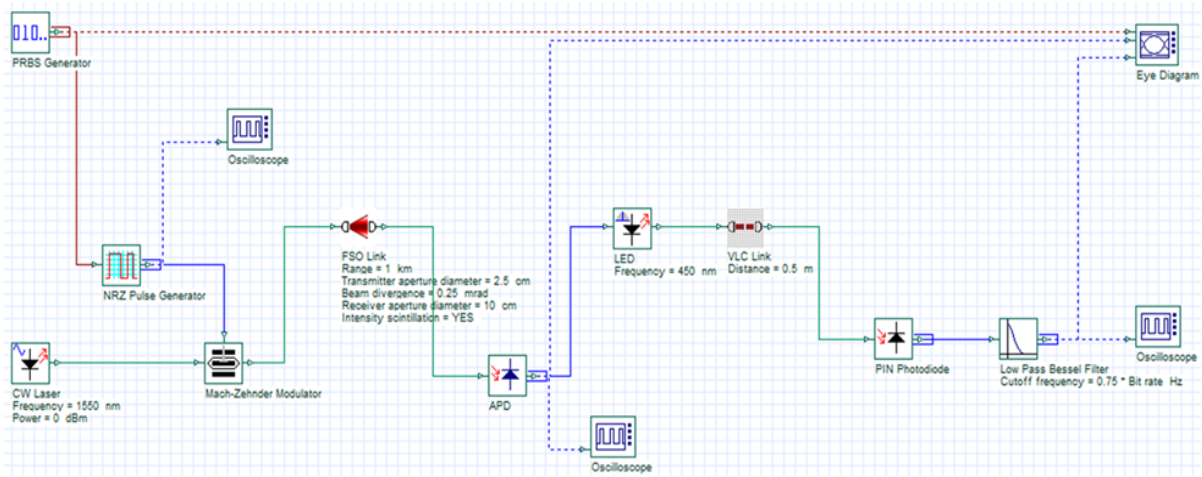 010..
PRBS Generator
Eye Diagram
Oscilloscope
NRZ Pulse Generator
FSO Link
Range = 1 km
Transmitter aperture diameter = 2.5 cm
Beam divergence = 0.25 mrad
Receiver aperture diameter = 10 cm
Intensity scintillation = YES
LED
Frequency = 450 nm
VLC Link
Distance = 0.5 m
CW Laser
Frequency = 1550 nm
Power = 0 dBm
Mach-Zehnder Modulator
APD
Oscilloscope
PIN Photodiode
Low Pass Bessel Filter
Cutoff frequency = 0.75 * Bit rate Hz
Oscilloscope